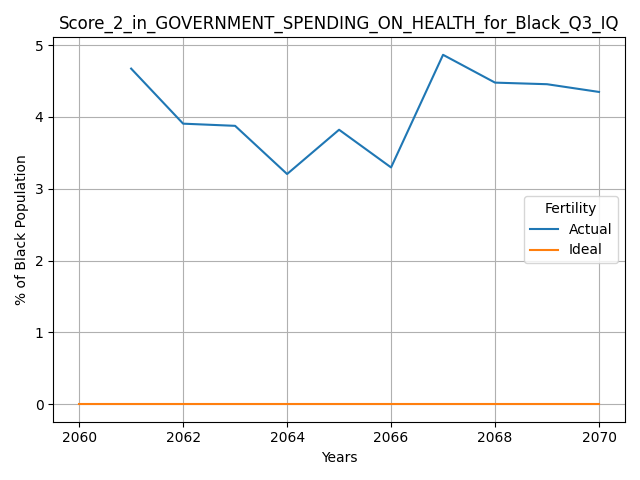 Score_2_in_GOVERNMENT_SPENDING_ON_HEALTH_for_Black_Q3_IQ
5
4
3
2
1
0
% of Black Population
Fertility
Actual
Ideal
2060 2062 2064 2066 2068 2070
Years